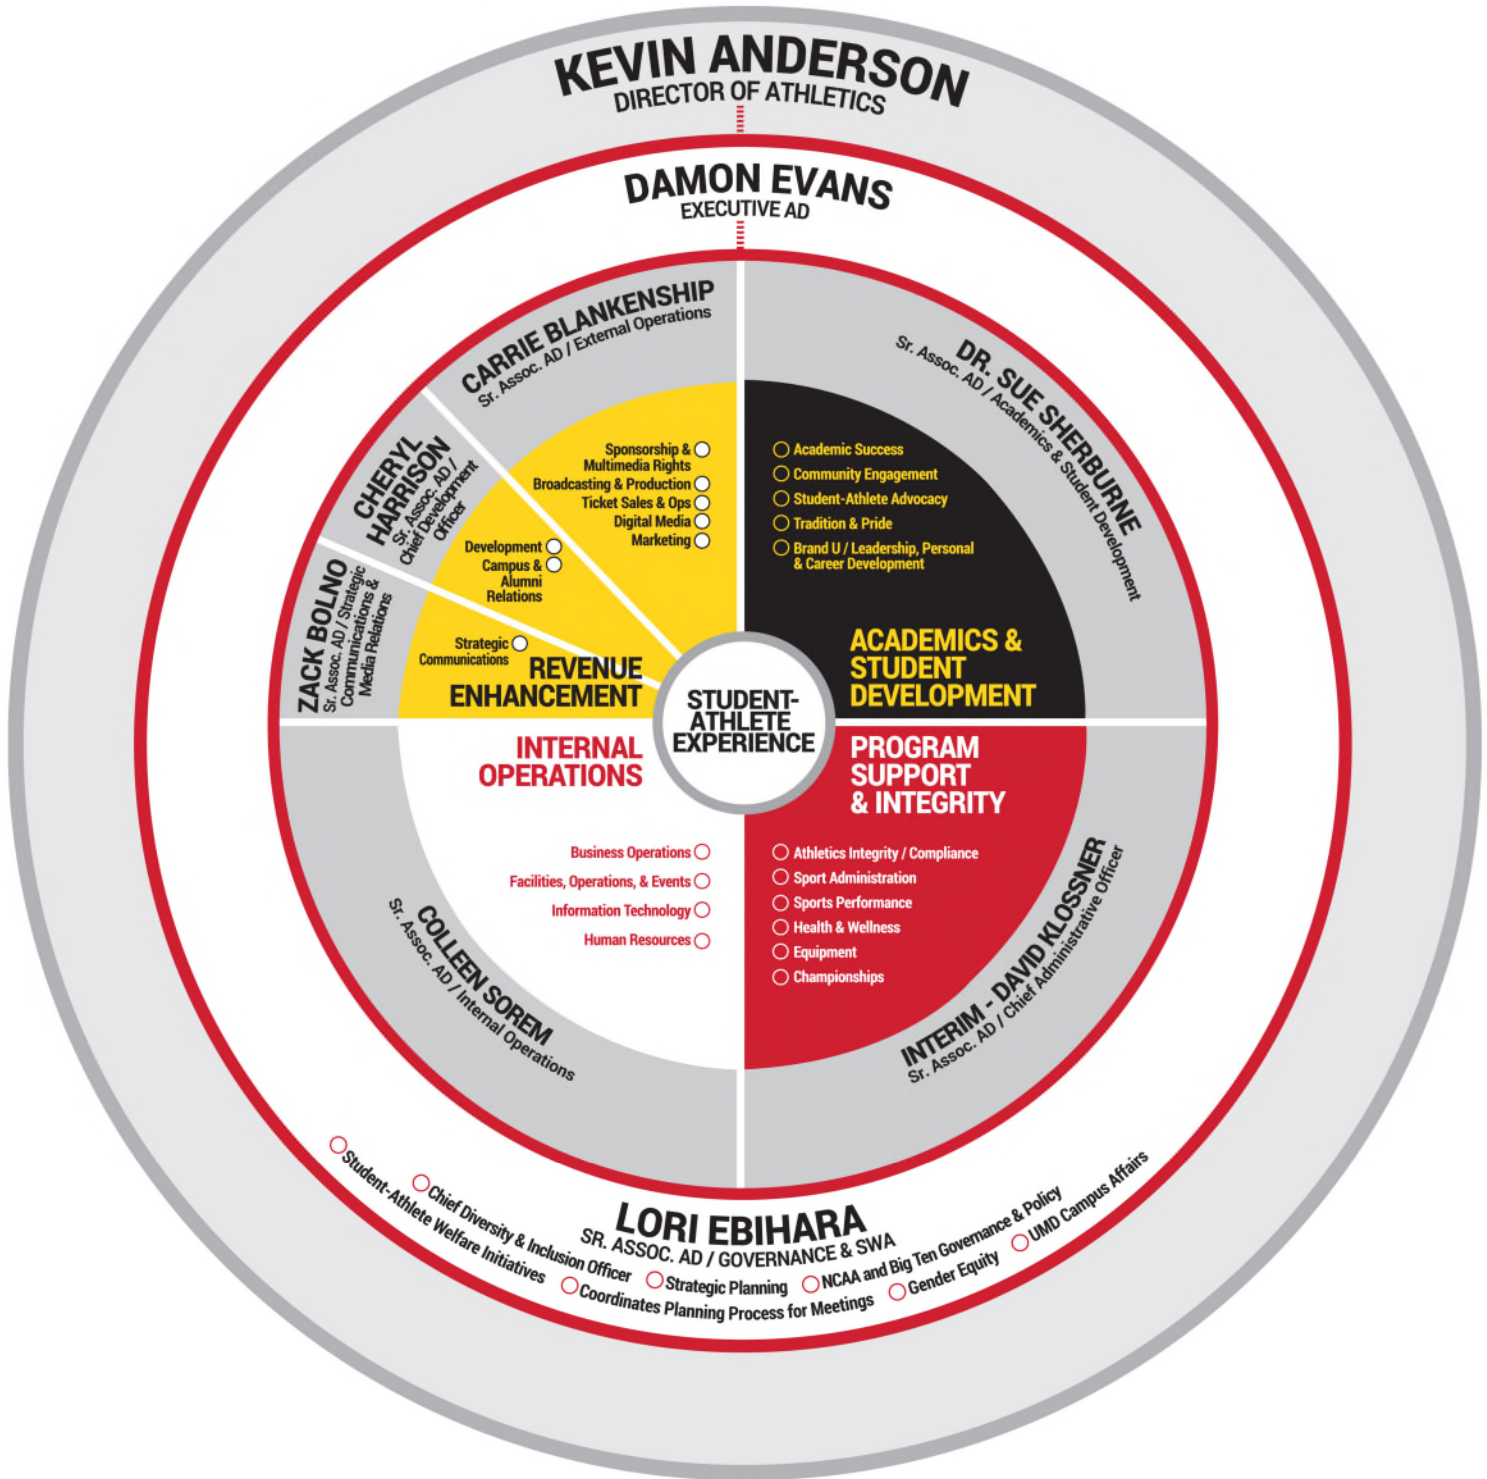 KEVIN ANDERSON
DIRECTOR OF ATHLETICS
DAMON EVANS
EXECUTIVE AD
CARRIE BLANKENSHIP
Sr. Assoc. AD / External Operations
Sponsorship &
Multimedia Rights
Broadcasting & Production
Ticket Sales & Ops
Digital Media
Marketing
CHERYL
HARRISON
Sr. Assoc. AD /
Chief Development
Officer
Development
Campus &
Alumni
Relations
ZACK BOLNO
Sr. Assoc. AD / Strategic
Communications &
Media Relations
Strategic
Communications
REVENUE
ENHANCEMENT
DR. SUE SHERBURNE
Sr. Assoc. AD / Academics & Student Development
Academic Success
Community Engagement
Student-Athlete Advocacy
Tradition & Pride
Brand U / Leadership, Personal
& Career Development
ACADEMICS &
STUDENT
DEVELOPMENT
STUDENT-
ATHLETE
EXPERIENCE
INTERNAL
OPERATIONS
Business Operations
Facilities, Operations, & Events
Information Technology
Human Resources
COLLEEN SOREM
Sr. Assoc. AD / Internal Operations
PROGRAM
SUPPORT
& INTEGRITY
Athletics Integrity / Compliance
Sport Administration
Sports Performance
Health & Wellness
Equipment
Championships
INTERIM - DAVID KLOSSNER
Sr. Assoc. AD / Chief Administrative Officer
LORI EBIHARA
SR. ASSOC. AD / GOVERNANCE & SWA
Student-Athlete Welfare Initiatives
Chief Diversity & Inclusion Officer
Coordinates Planning Process for Meetings
Strategic Planning
NCAA and Big Ten Governance & Policy
Gender Equity
UMD Campus Affairs